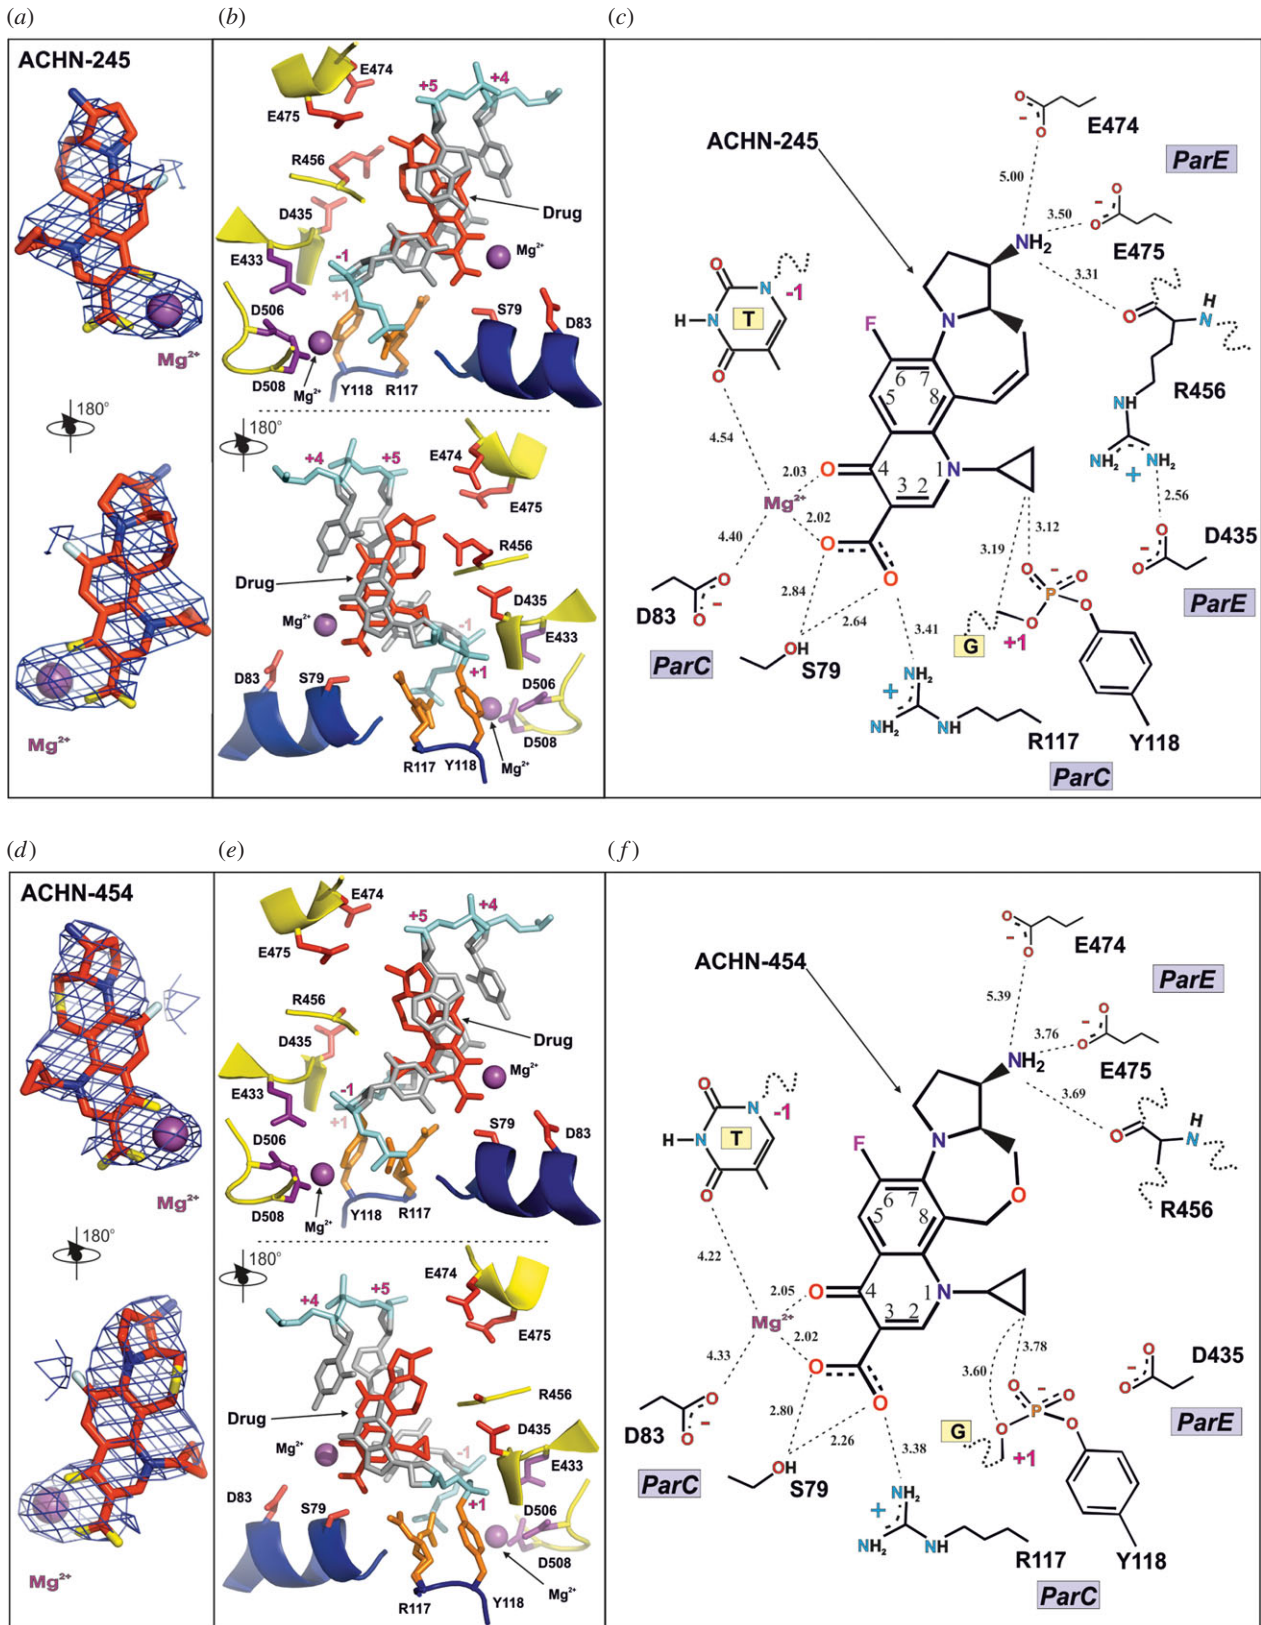 (a)
(b)
(c)
ACHN-245
Mg²⁺
180°
Mg²⁺
E474
+5
+4
E475
R456
Drug
D435
Mg²⁺
-1
E433
+1
D506
S79
D83
D508
Mg²⁺
Y118
R117
180°
+4
+5
E474
E475
R456
Drug
D435
Mg²⁺
-1
E433
+1
D83
S79
D506
D508
R117
Y118
Mg²⁺
ACHN-245
E474
ParE
5.00
3.50
NH₂
E475
3.31
O
N
-1
H-N
T
O
H
N
F
N
6
7
5
8
R456
NH
NH₂
NH₂
+
2.56
4.54
2.03
O
4
1
N
3
2
Mg²⁺
2.02
4.40
3.12
3.19
D435
ParE
D83
ParC
2.84
2.64
3.41
OH
S79
G
+1
O
P
O
NH₂
+
NH₂
NH
R117
Y118
ParC
(d)
(e)
(f)
ACHN-454
Mg²⁺
180°
Mg²⁺
E474
+5
+4
E475
R456
D435
Drug
Mg²⁺
E433
-1
+1
D506
S79
D83
D508
Mg²⁺
Y118
R117
180°
+4
+5
E474
E475
R456
Drug
D435
Mg²⁺
-1
E433
+1
D83
S79
D506
D508
R117
Y118
Mg²⁺
ACHN-454
E474
ParE
5.39
3.76
NH₂
E475
3.69
O
N
-1
H-N
T
O
H
N
R456
F
N
O
6
7
5
8
4.22
2.05
O
4
1
N
3
2
Mg²⁺
2.02
4.33
3.78
3.60
D435
ParE
D83
ParC
2.80
2.26
3.38
OH
S79
G
+1
O
P
O
NH₂
+
NH₂
NH
R117
Y118
ParC